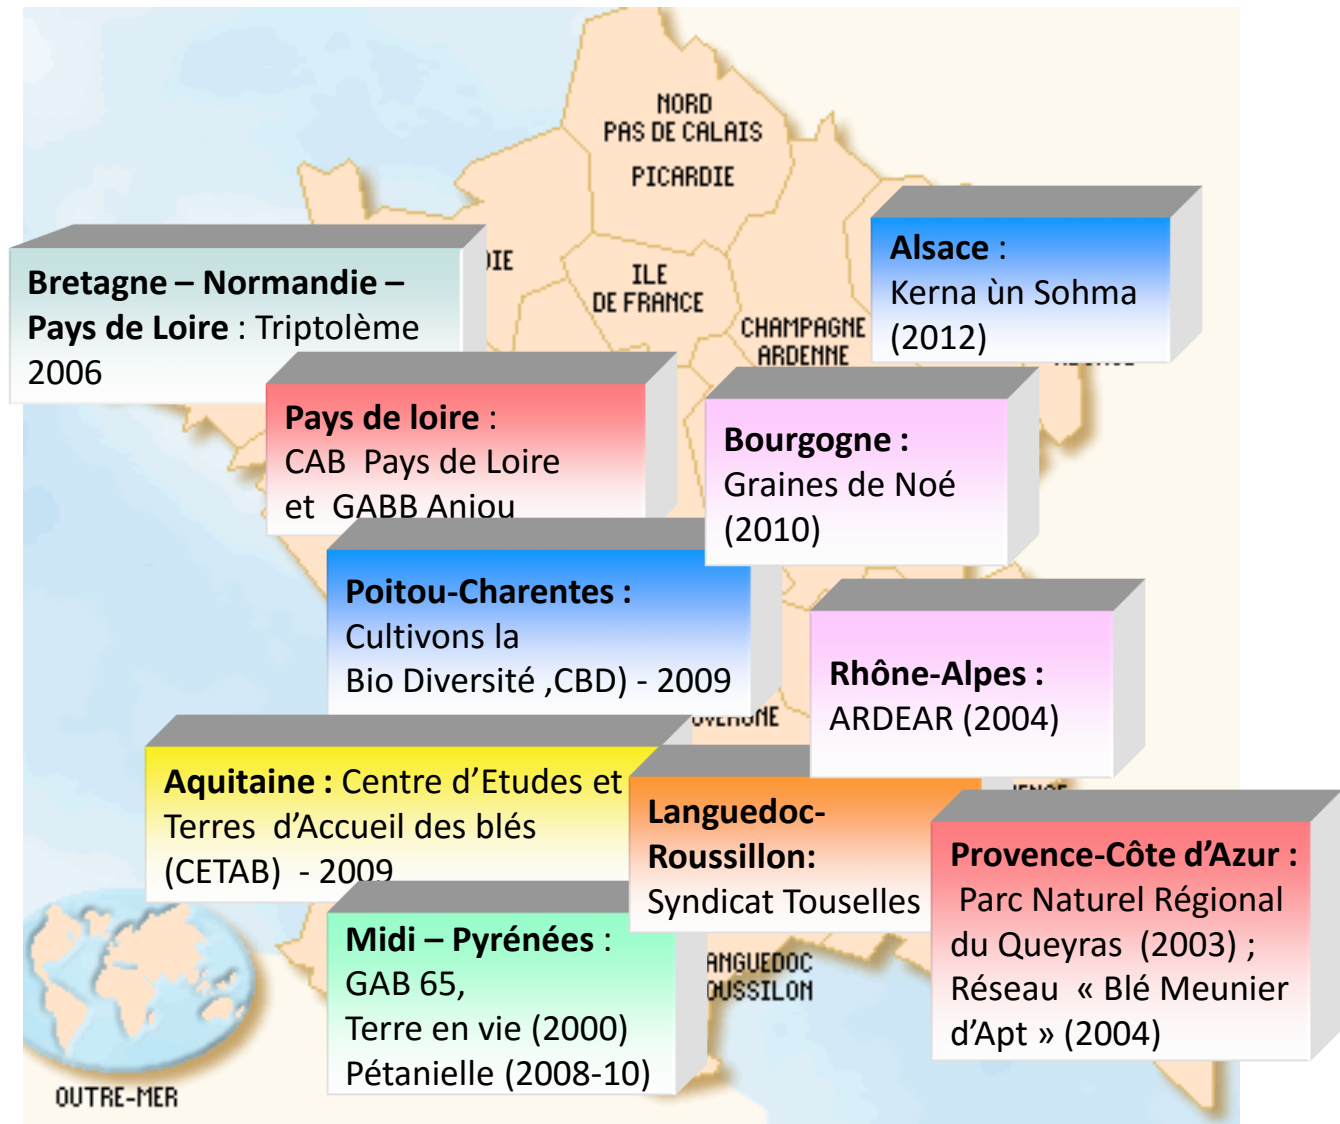 NORD
PAS DE CALAIS
PICARDIE
DIE
ILE
DE FRANCE
CHAMPAGNE
ARDENNE
Alsace :
Kerna ùn Sohma
(2012)
Bretagne – Normandie –
Pays de Loire : Triptolème
2006
Pays de loire :
CAB Pays de Loire
et GABB Anjou
Bourgogne :
Graines de Noé
(2010)
Poitou-Charentes :
Cultivons la
Bio Diversité ,CBD) - 2009
Rhône-Alpes :
ARDEAR (2004)
Aquitaine : Centre d’Etudes et
Terres d’Accueil des blés
(CETAB) - 2009
Languedoc-
Roussillon:
Syndicat Touselles
Provence-Côte d’Azur :
Parc Naturel Régional
du Queyras (2003) ;
Réseau « Blé Meunier
d’Apt » (2004)
Midi – Pyrénées :
GAB 65,
Terre en vie (2000)
Pétanielle (2008-10)
ANGUEDOC
OUSSILON
OUTRE-MER